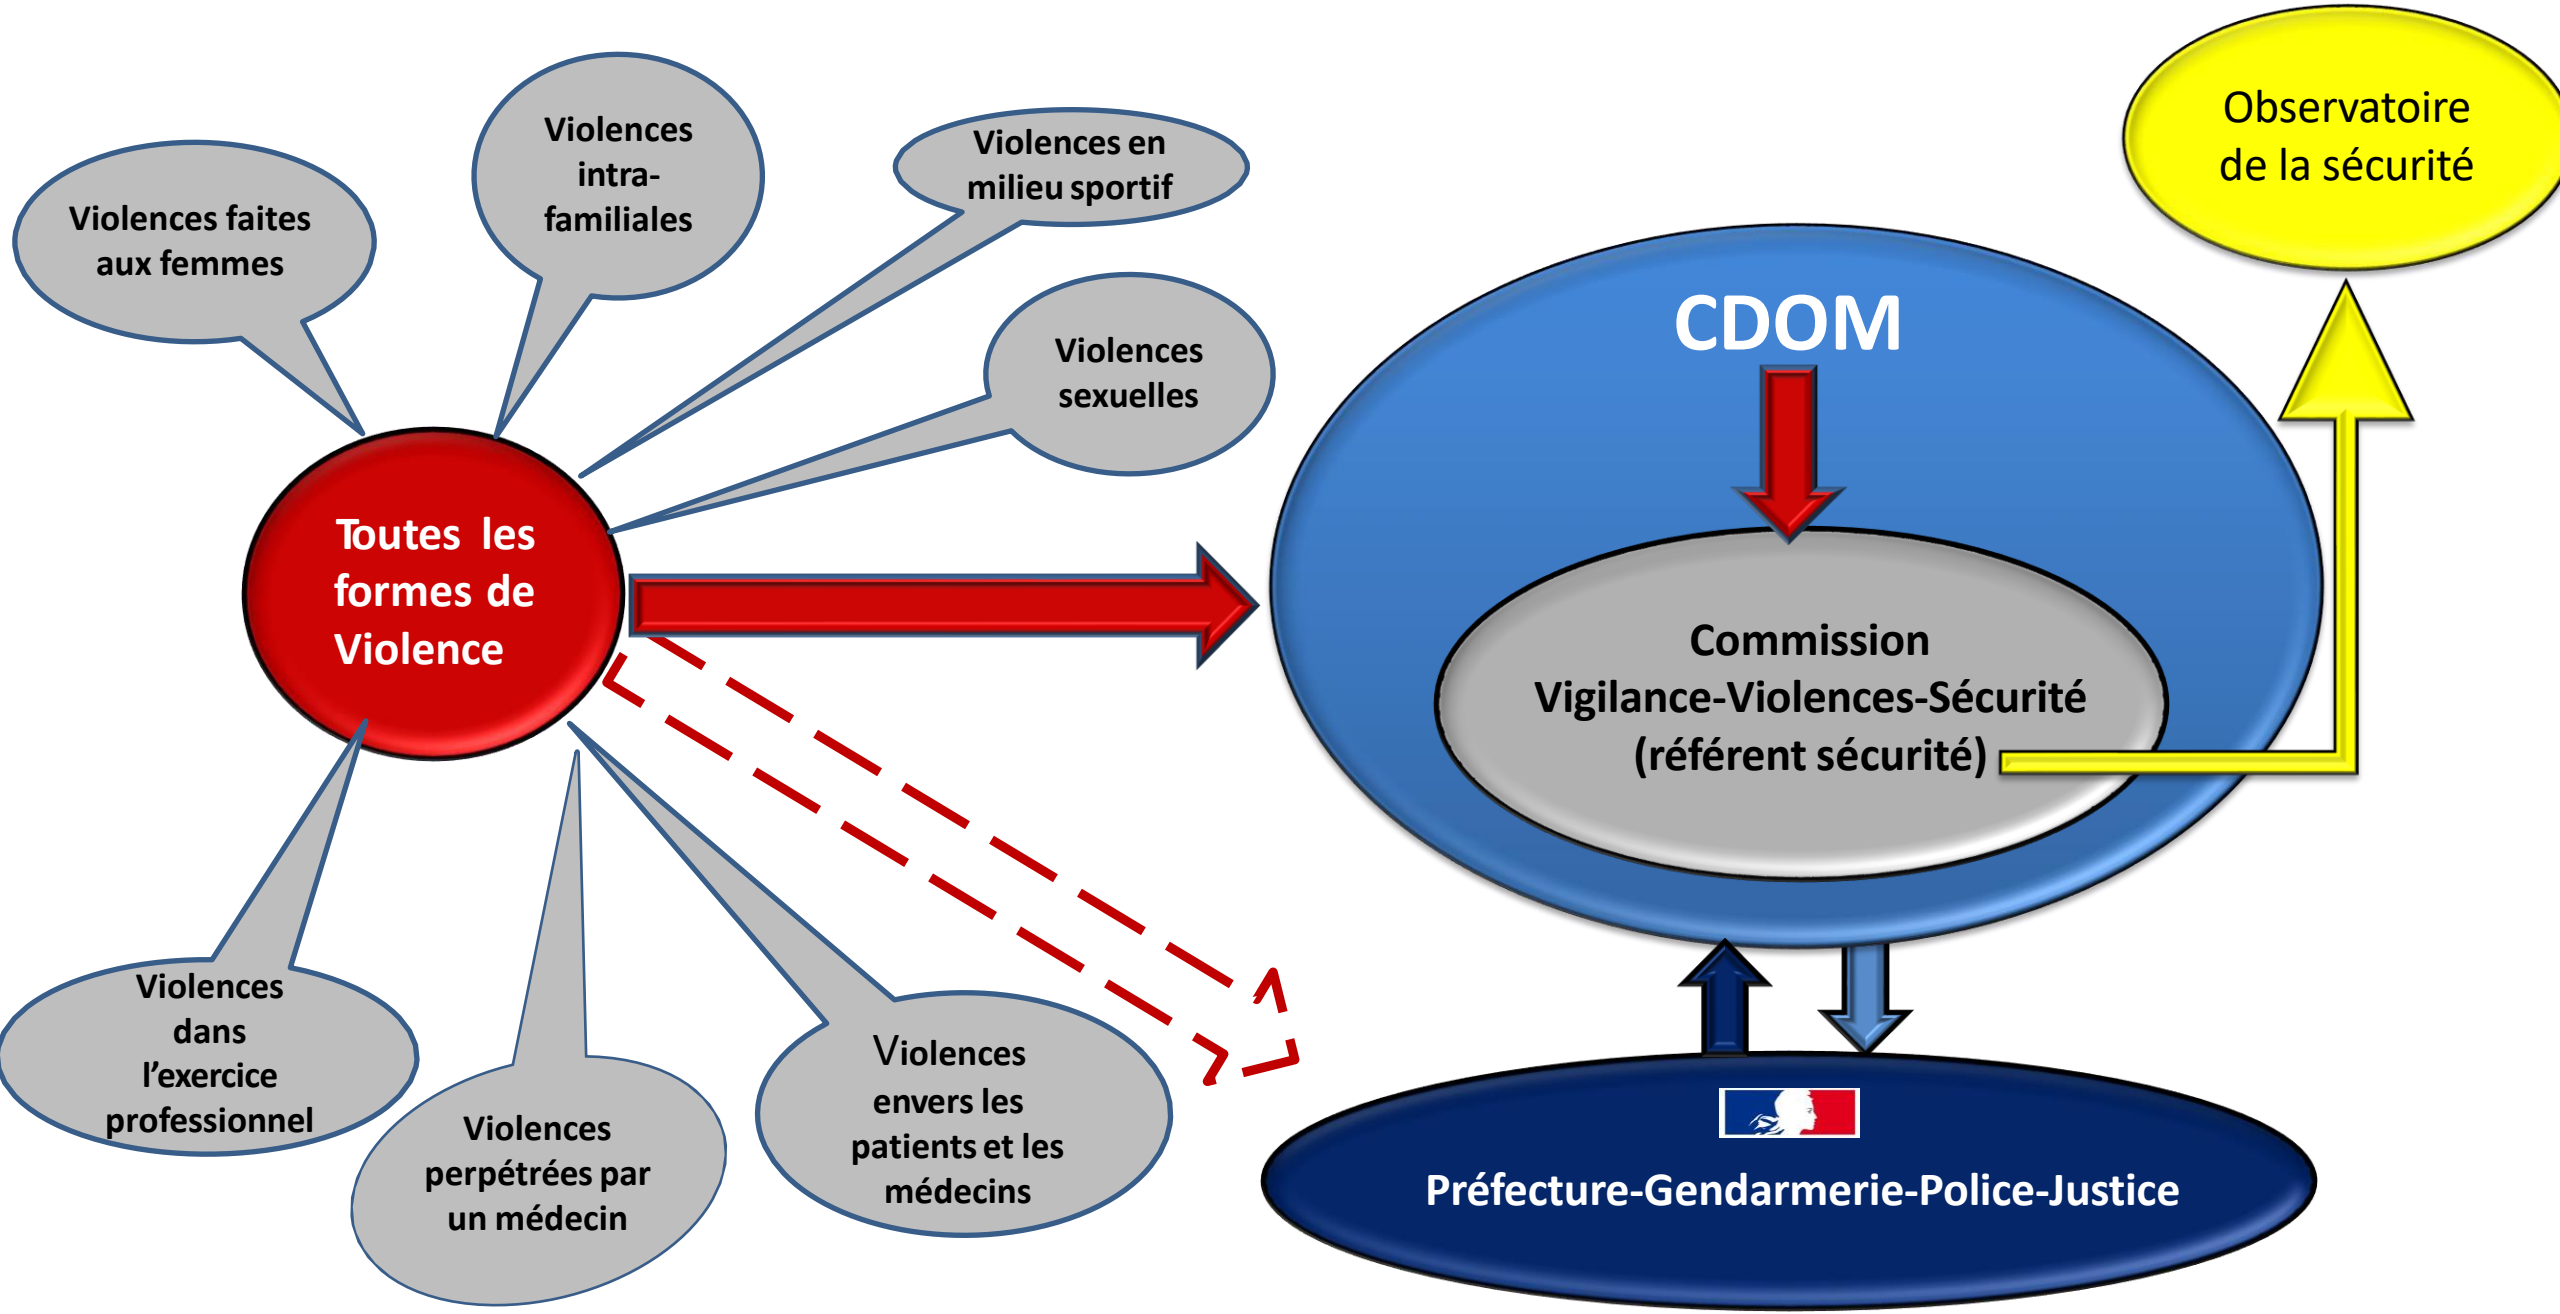 Violences faites
aux femmes
Violences
intra-
familiales
Violences en
milieu sportif
Violences
sexuelles
Toutes les
formes de
Violence
Violences
dans
l’exercice
professionnel
Violences
perpétrées par
un médecin
Violences
envers les
patients et les
médecins
CDOM
Commission
Vigilance-Violences-Sécurité
(référent sécurité)
Observatoire
de la sécurité
Préfecture-Gendarmerie-Police-Justice